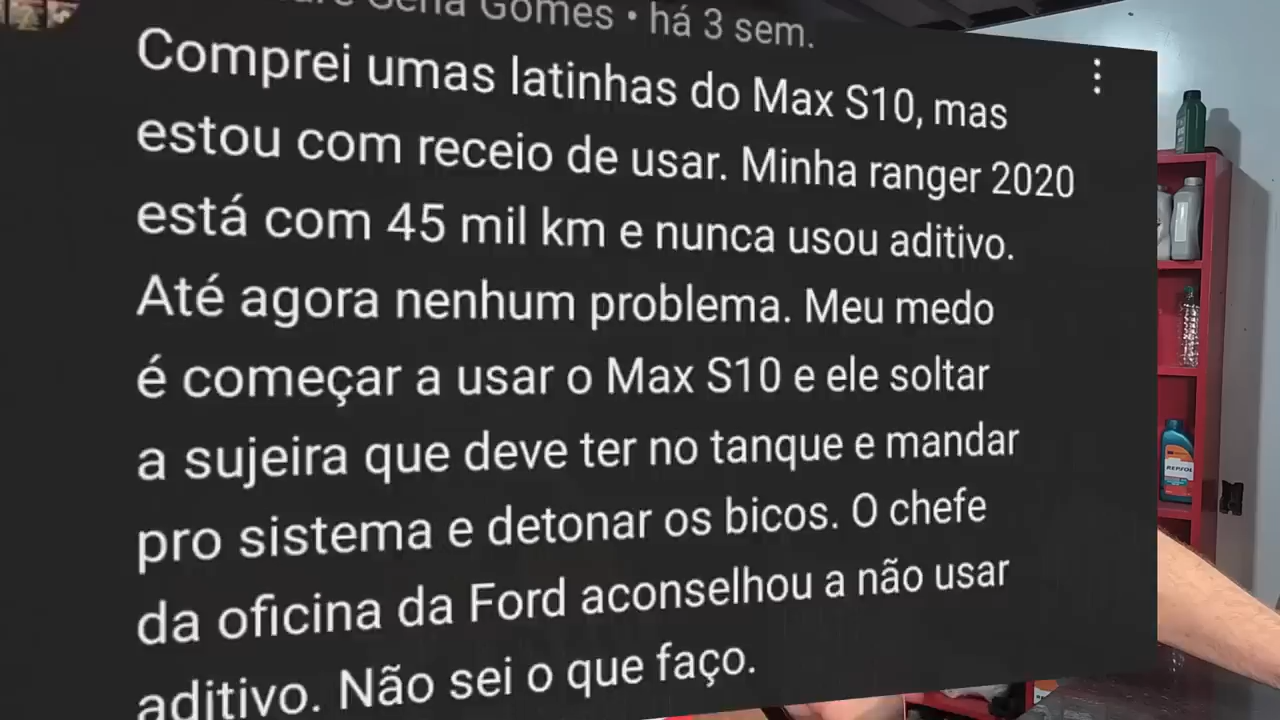 Sena Gomes • há 3 sem.
Comprei umas latinhas do Max S10, mas
estou com receio de usar. Minha ranger 2020
está com 45 mil km e nunca usou aditivo.
Até agora nenhum problema. Meu medo
é começar a usar o Max S10 e ele soltar
a sujeira que deve ter no tanque e mandar
pro sistema e detonar os bicos. O chefe
da oficina da Ford aconselhou a não usar
aditivo. Não sei o que faço.
REPSOL